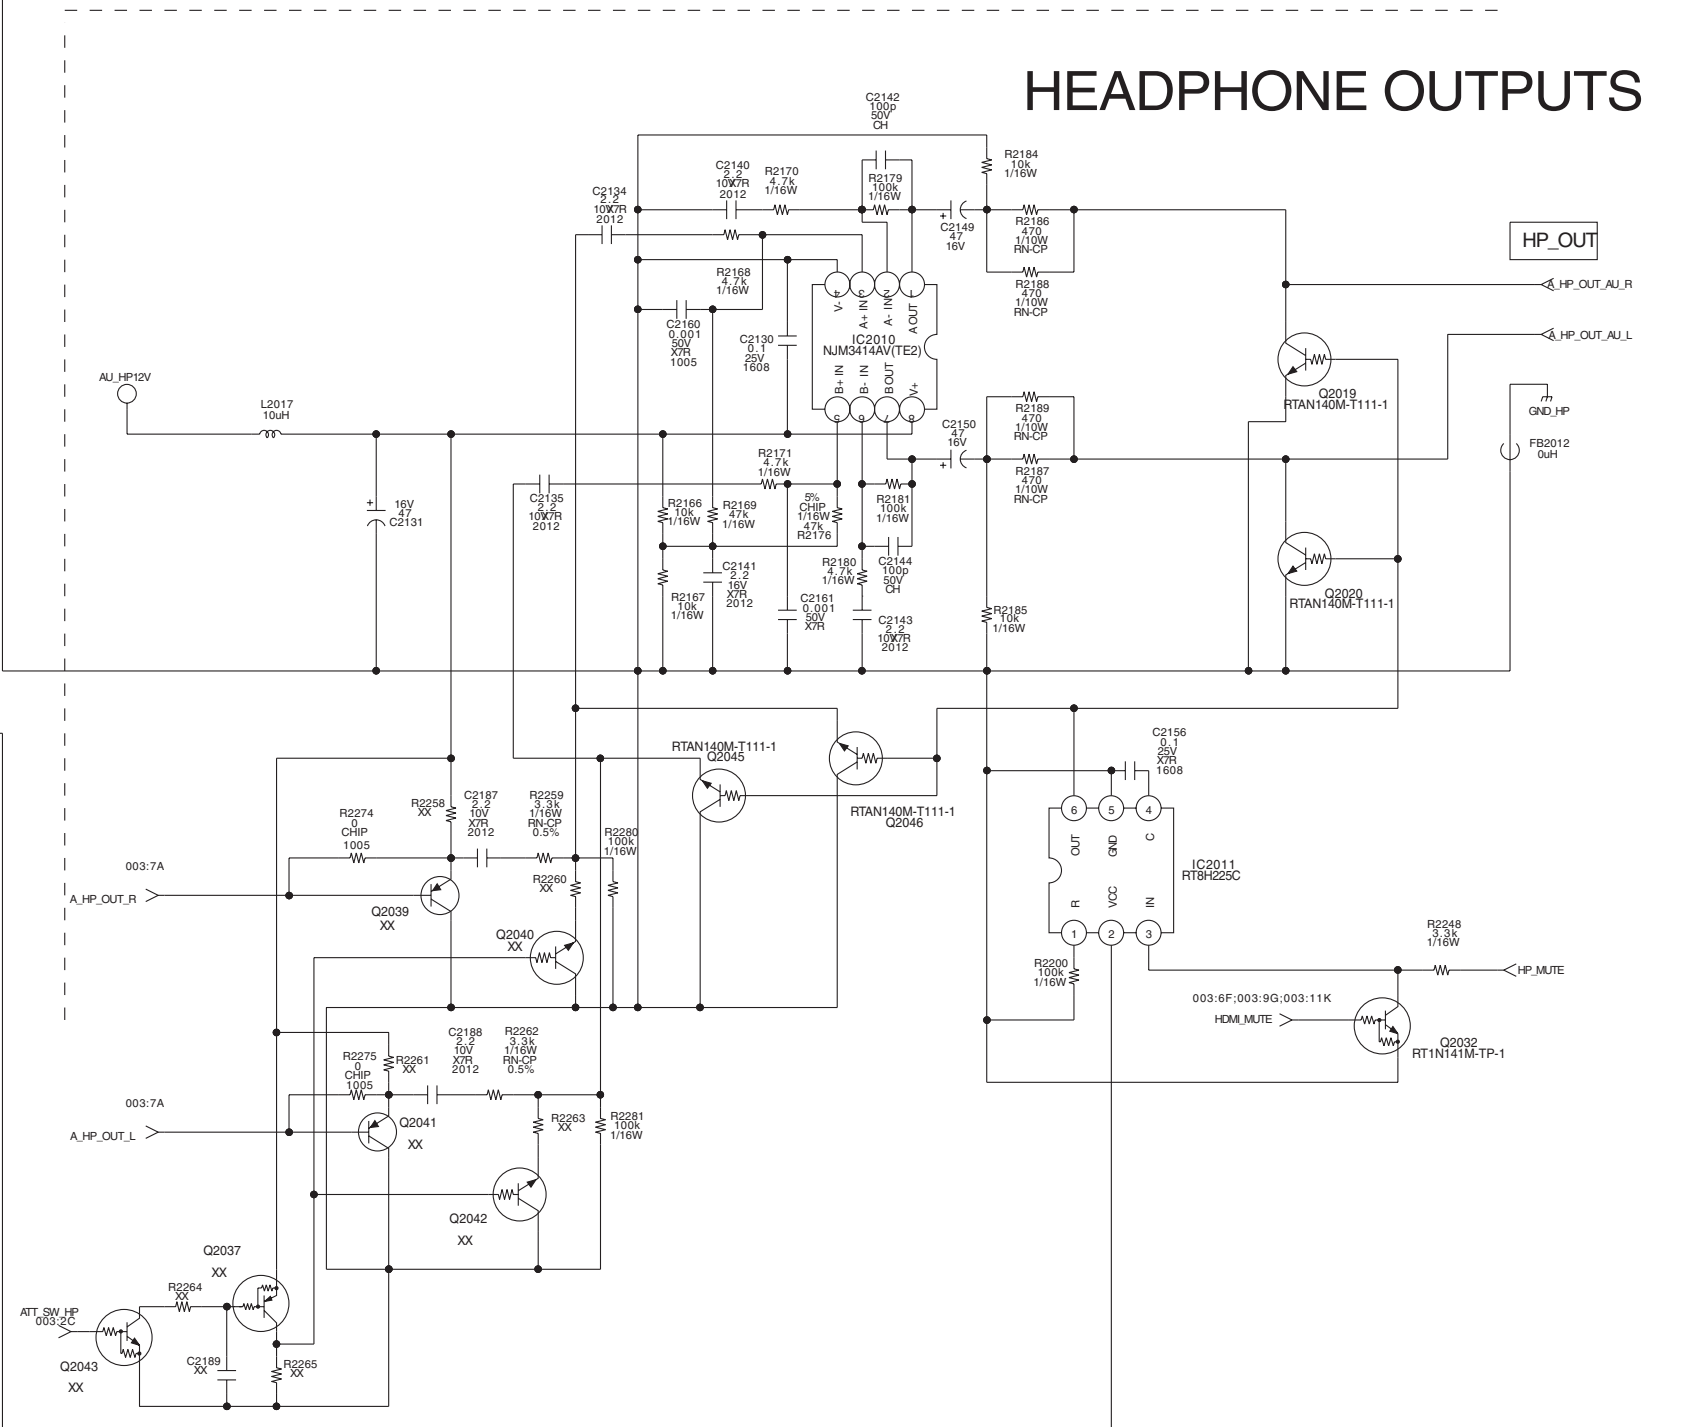 HEADPHONE OUTPUTS
C2142
100p
50V
CH
R2184
10k
1/16W
C2140
2.2
10V
X7R
2012
R2170
4.7k
1/16W
R2179
100k
1/16W
C2134
2.2
10V
X7R
2012
C2149
47
16V
+
R2186
470
1/10W
RN-CP
HP_OUT
R2168
4.7k
1/16W
R2188
470
1/10W
RN-CP
A_HP_OUT_AU_R
4
3
2
1
V-
A+ IN
A- IN
A OUT
C2160
0.001
50V
X7R
1005
C2130
0.1
25V
1608
IC2010
NJM3414AV(TE2)
A_HP_OUT_AU_L
B+ IN
B- IN
B OUT
V+
5
6
7
8
AU_HP12V
L2017
10uH
Q2019
RTAN140M-T111-1
GND_HP
R2189
470
1/10W
RN-CP
C2150
47
16V
+
FB2012
0uH
R2187
470
1/10W
RN-CP
R2171
4.7k
1/16W
+
16V
47
C2131
C2135
2.2
10V
X7R
2012
R2166
10k
1/16W
R2169
47k
1/16W
5%
CHIP
1/16W
47k
R2176
R2181
100k
1/16W
C2141
2.2
16V
X7R
2012
R2180
4.7k
1/16W
C2144
100p
50V
CH
R2167
10k
1/16W
C2161
0.001
50V
X7R
C2143
2.2
10V
X7R
2012
R2185
10k
1/16W
Q2020
RTAN140M-T111-1
RTAN140M-T111-1
Q2045
RTAN140M-T111-1
Q2046
C2156
0.1
25V
X7R
1608
6
5
4
OUT
GND
C
IC2011
RT8H225C
R
VCC
IN
1
2
3
R2274
0
CHIP
1005
R2258
XX
C2187
2.2
10V
X7R
2012
R2259
3.3k
1/16W
RN-CP
0.5%
R2280
100k
1/16W
003:7A
A_HP_OUT_R
R2260
XX
Q2039
XX
Q2040
XX
R2248
3.3k
1/16W
R2200
100k
1/16W
HP_MUTE
003:6F;003:9G;003:11K
HDMI_MUTE
Q2032
RT1N141M-TP-1
R2275
0
CHIP
1005
R2261
XX
C2188
2.2
10V
X7R
2012
R2262
3.3k
1/16W
RN-CP
0.5%
003:7A
A_HP_OUT_L
Q2041
XX
R2263
XX
R2281
100k
1/16W
Q2042
XX
Q2037
XX
R2264
XX
ATT_SW_HP
003:2C
Q2043
XX
C2189
XX
R2265
XX